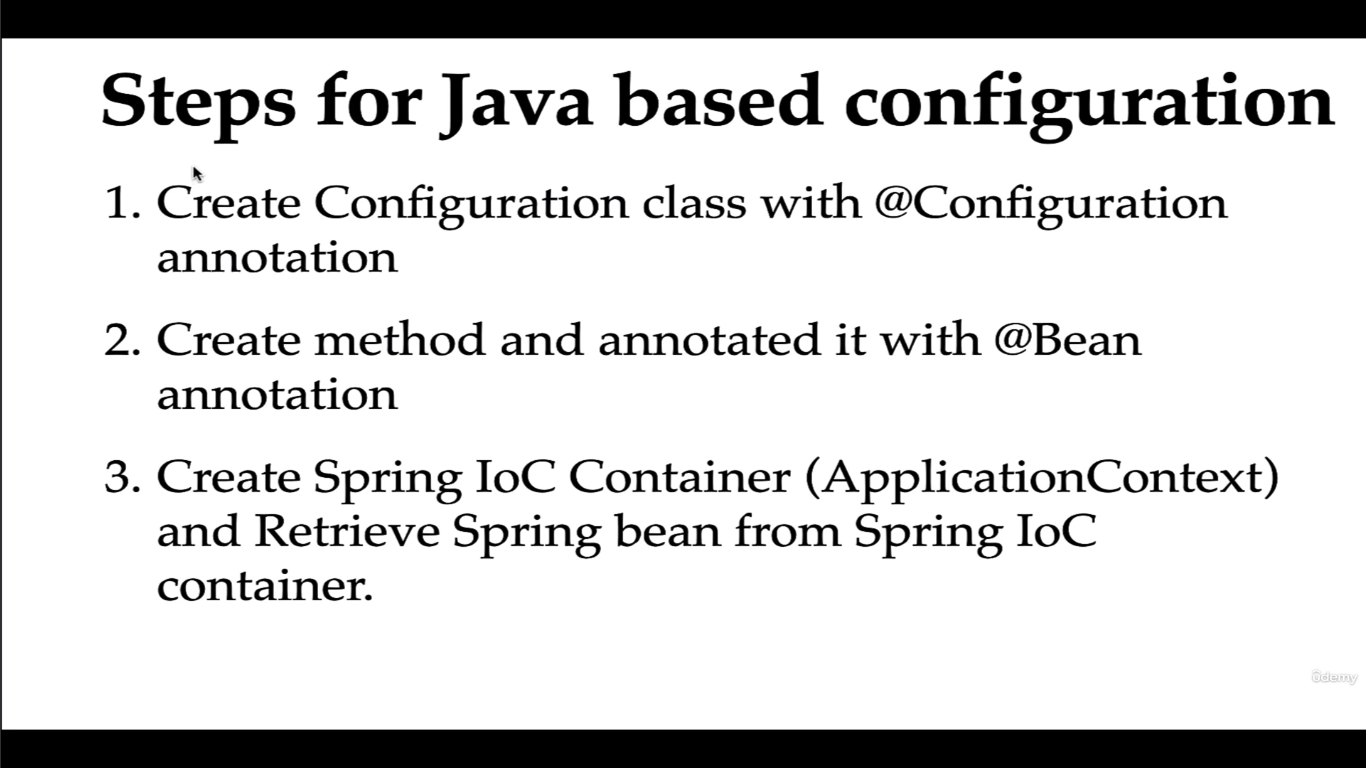 Steps for Java based configuration
1. Create Configuration class with @Configuration
annotation
2. Create method and annotated it with @Bean
annotation
3. Create Spring IoC Container (ApplicationContext)
and Retrieve Spring bean from Spring IoC
container.
ûdemy